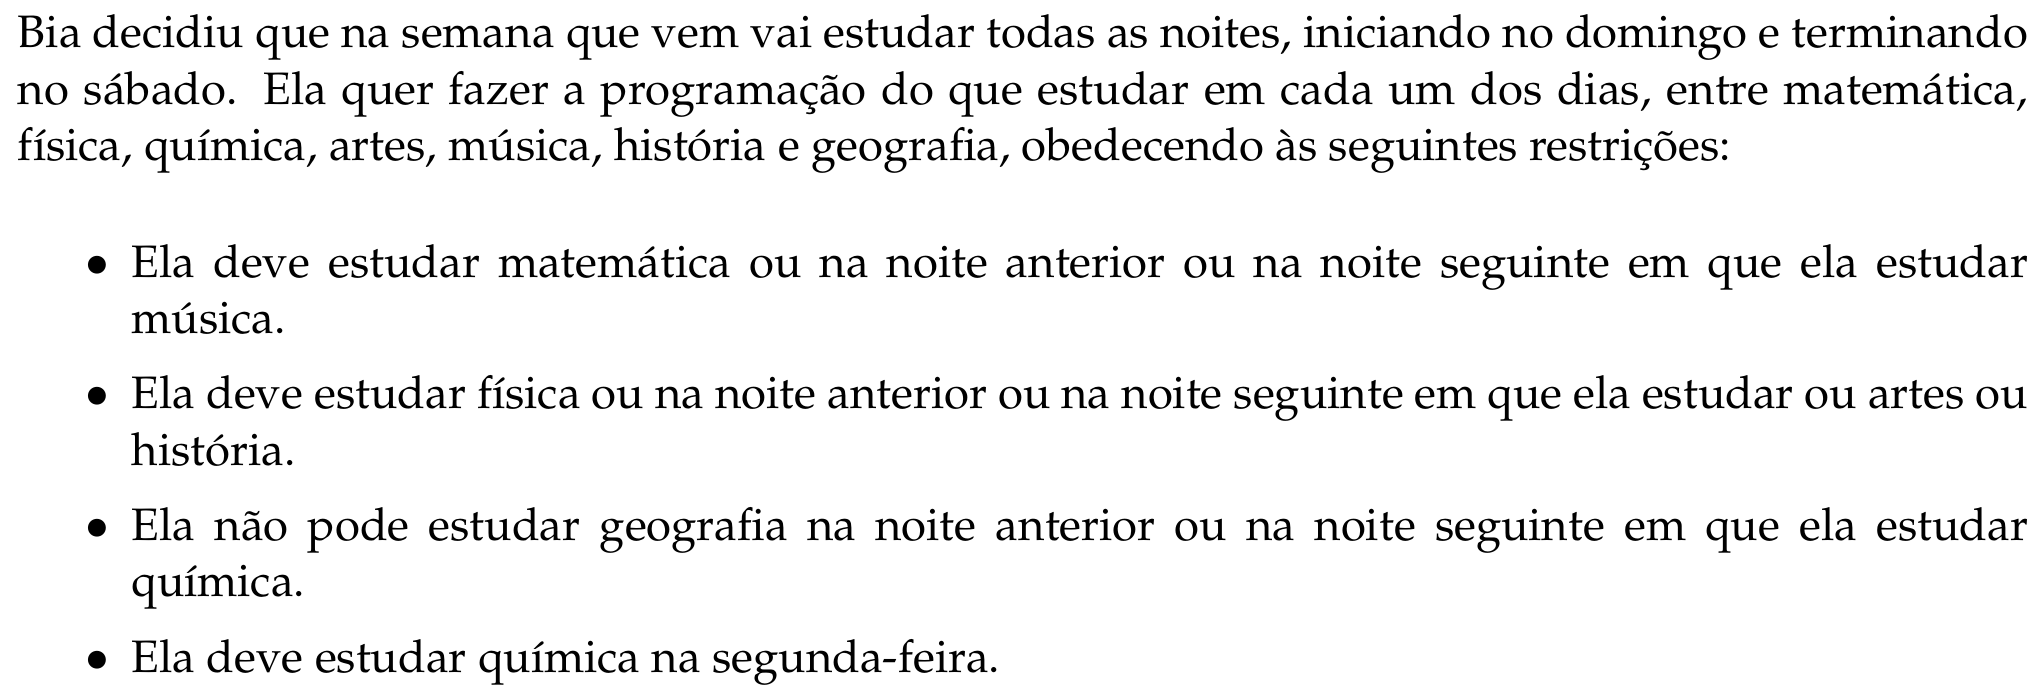 Bia decidiu que na semana que vem vai estudar todas as noites, iniciando no domingo e terminando
no sábado. Ela quer fazer a programação do que estudar em cada um dos dias, entre matemática,
física, química, artes, música, história e geografia, obedecendo às seguintes restrições:
• Ela deve estudar matemática ou na noite anterior ou na noite seguinte em que ela estudar
música.
• Ela deve estudar física ou na noite anterior ou na noite seguinte em que ela estudar ou artes ou
história.
• Ela não pode estudar geografia na noite anterior ou na noite seguinte em que ela estudar
química.
• Ela deve estudar química na segunda-feira.